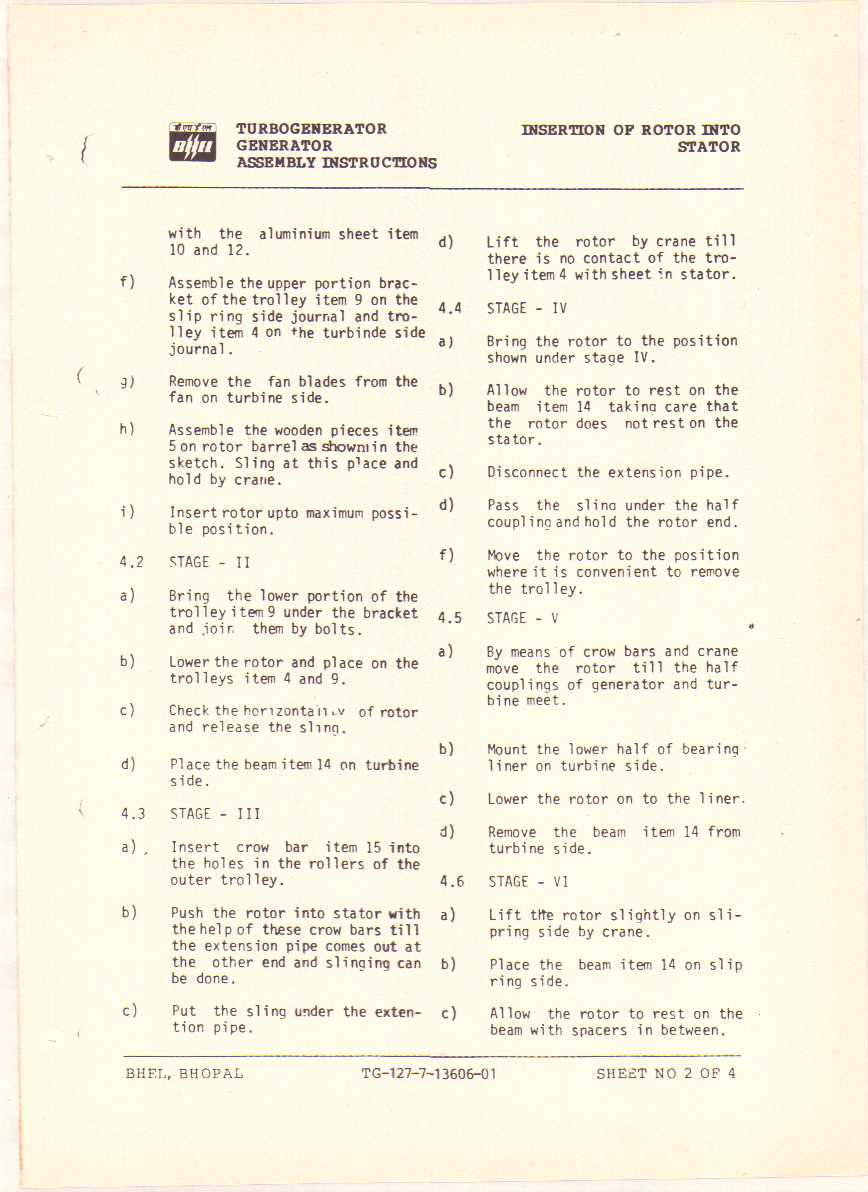 बी एच ई एल
BHEL
TURBOGENERATOR
GENERATOR
ASSEMBLY INSTRUCTIONS
INSERTION OF ROTOR INTO
STATOR
with the aluminium sheet item
10 and 12.
f) Assemble the upper portion brac-
ket of the trolley item 9 on the
slip ring side journal and tro-
lley item 4 on the turbinde side
journal.
g) Remove the fan blades from the
fan on turbine side.
h) Assemble the wooden pieces item
5 on rotor barrel as shown in the
sketch. Sling at this place and
hold by crane.
i) Insert rotor upto maximum possi-
ble position.
4.2 STAGE - II
a) Bring the lower portion of the
trolley item 9 under the bracket
and join them by bolts.
b) Lower the rotor and place on the
trolleys item 4 and 9.
c) Check the of rotor
and release the sling.
d) Place the beam item 14 on turbine
side.
4.3 STAGE - III
a) Insert crow bar item 15 into
the holes in the rollers of the
outer trolley.
b) Push the rotor into stator with
the help of these crow bars till
the extension pipe comes out at
the other end and slinging can
be done.
c) Put the sling under the exten-
tion pipe.
d) Lift the rotor by crane till
there is no contact of the tro-
lley item 4 with sheet in stator.
4.4 STAGE - IV
a) Bring the rotor to the position
shown under stage IV.
b) Allow the rotor to rest on the
beam item 14 taking care that
the rotor does not rest on the
stator.
c) Disconnect the extension pipe.
d) Pass the sling under the half
coupling and hold the rotor end.
f) Move the rotor to the position
where it is convenient to remove
the trolley.
4.5 STAGE - V
a) By means of crow bars and crane
move the rotor till the half
couplings of generator and tur-
bine meet.
b) Mount the lower half of bearing
liner on turbine side.
c) Lower the rotor on to the liner.
d) Remove the beam item 14 from
turbine side.
4.6 STAGE - VI
a) Lift the rotor slightly on sli-
pring side by crane.
b) Place the beam item 14 on slip
ring side.
c) Allow the rotor to rest on the
beam with spacers in between.
BHEL, BHOPAL TG-127-7-13606-01 SHEET NO 2 OF 4